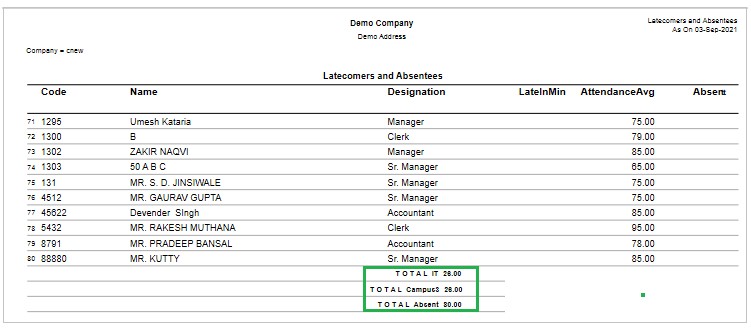 Demo Company
Demo Address
Latecomers and Absentees
As On 03-Sep-2021
Company = cnew
Latecomers and Absentees
Code Name Designation LateInMin AttendanceAvg Absent
71 1295 Umesh Kataria Manager 75.00
72 1300 B Clerk 79.00
73 1302 ZAKIR NAQVI Manager 85.00
74 1303 50 A B C Sr. Manager 65.00
75 131 MR. S. D. JINSIWALE Sr. Manager 75.00
76 4512 MR. GAURAV GUPTA Sr. Manager 75.00
77 45622 Devender Singh Accountant 85.00
78 5432 MR. RAKESH MUTHANA Clerk 95.00
79 8791 MR. PRADEEP BANSAL Accountant 78.00
80 88880 MR. KUTTY Sr. Manager 85.00
TOTAL IT 26.00
TOTAL Campus3 26.00
TOTAL Absent 80.00